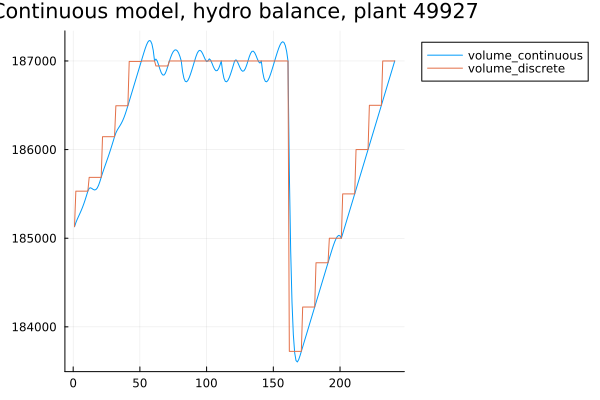 Continuous model, hydro balance, plant 49927
volume_continuous
volume_discrete
187000
186000
185000
184000
0 50 100 150 200